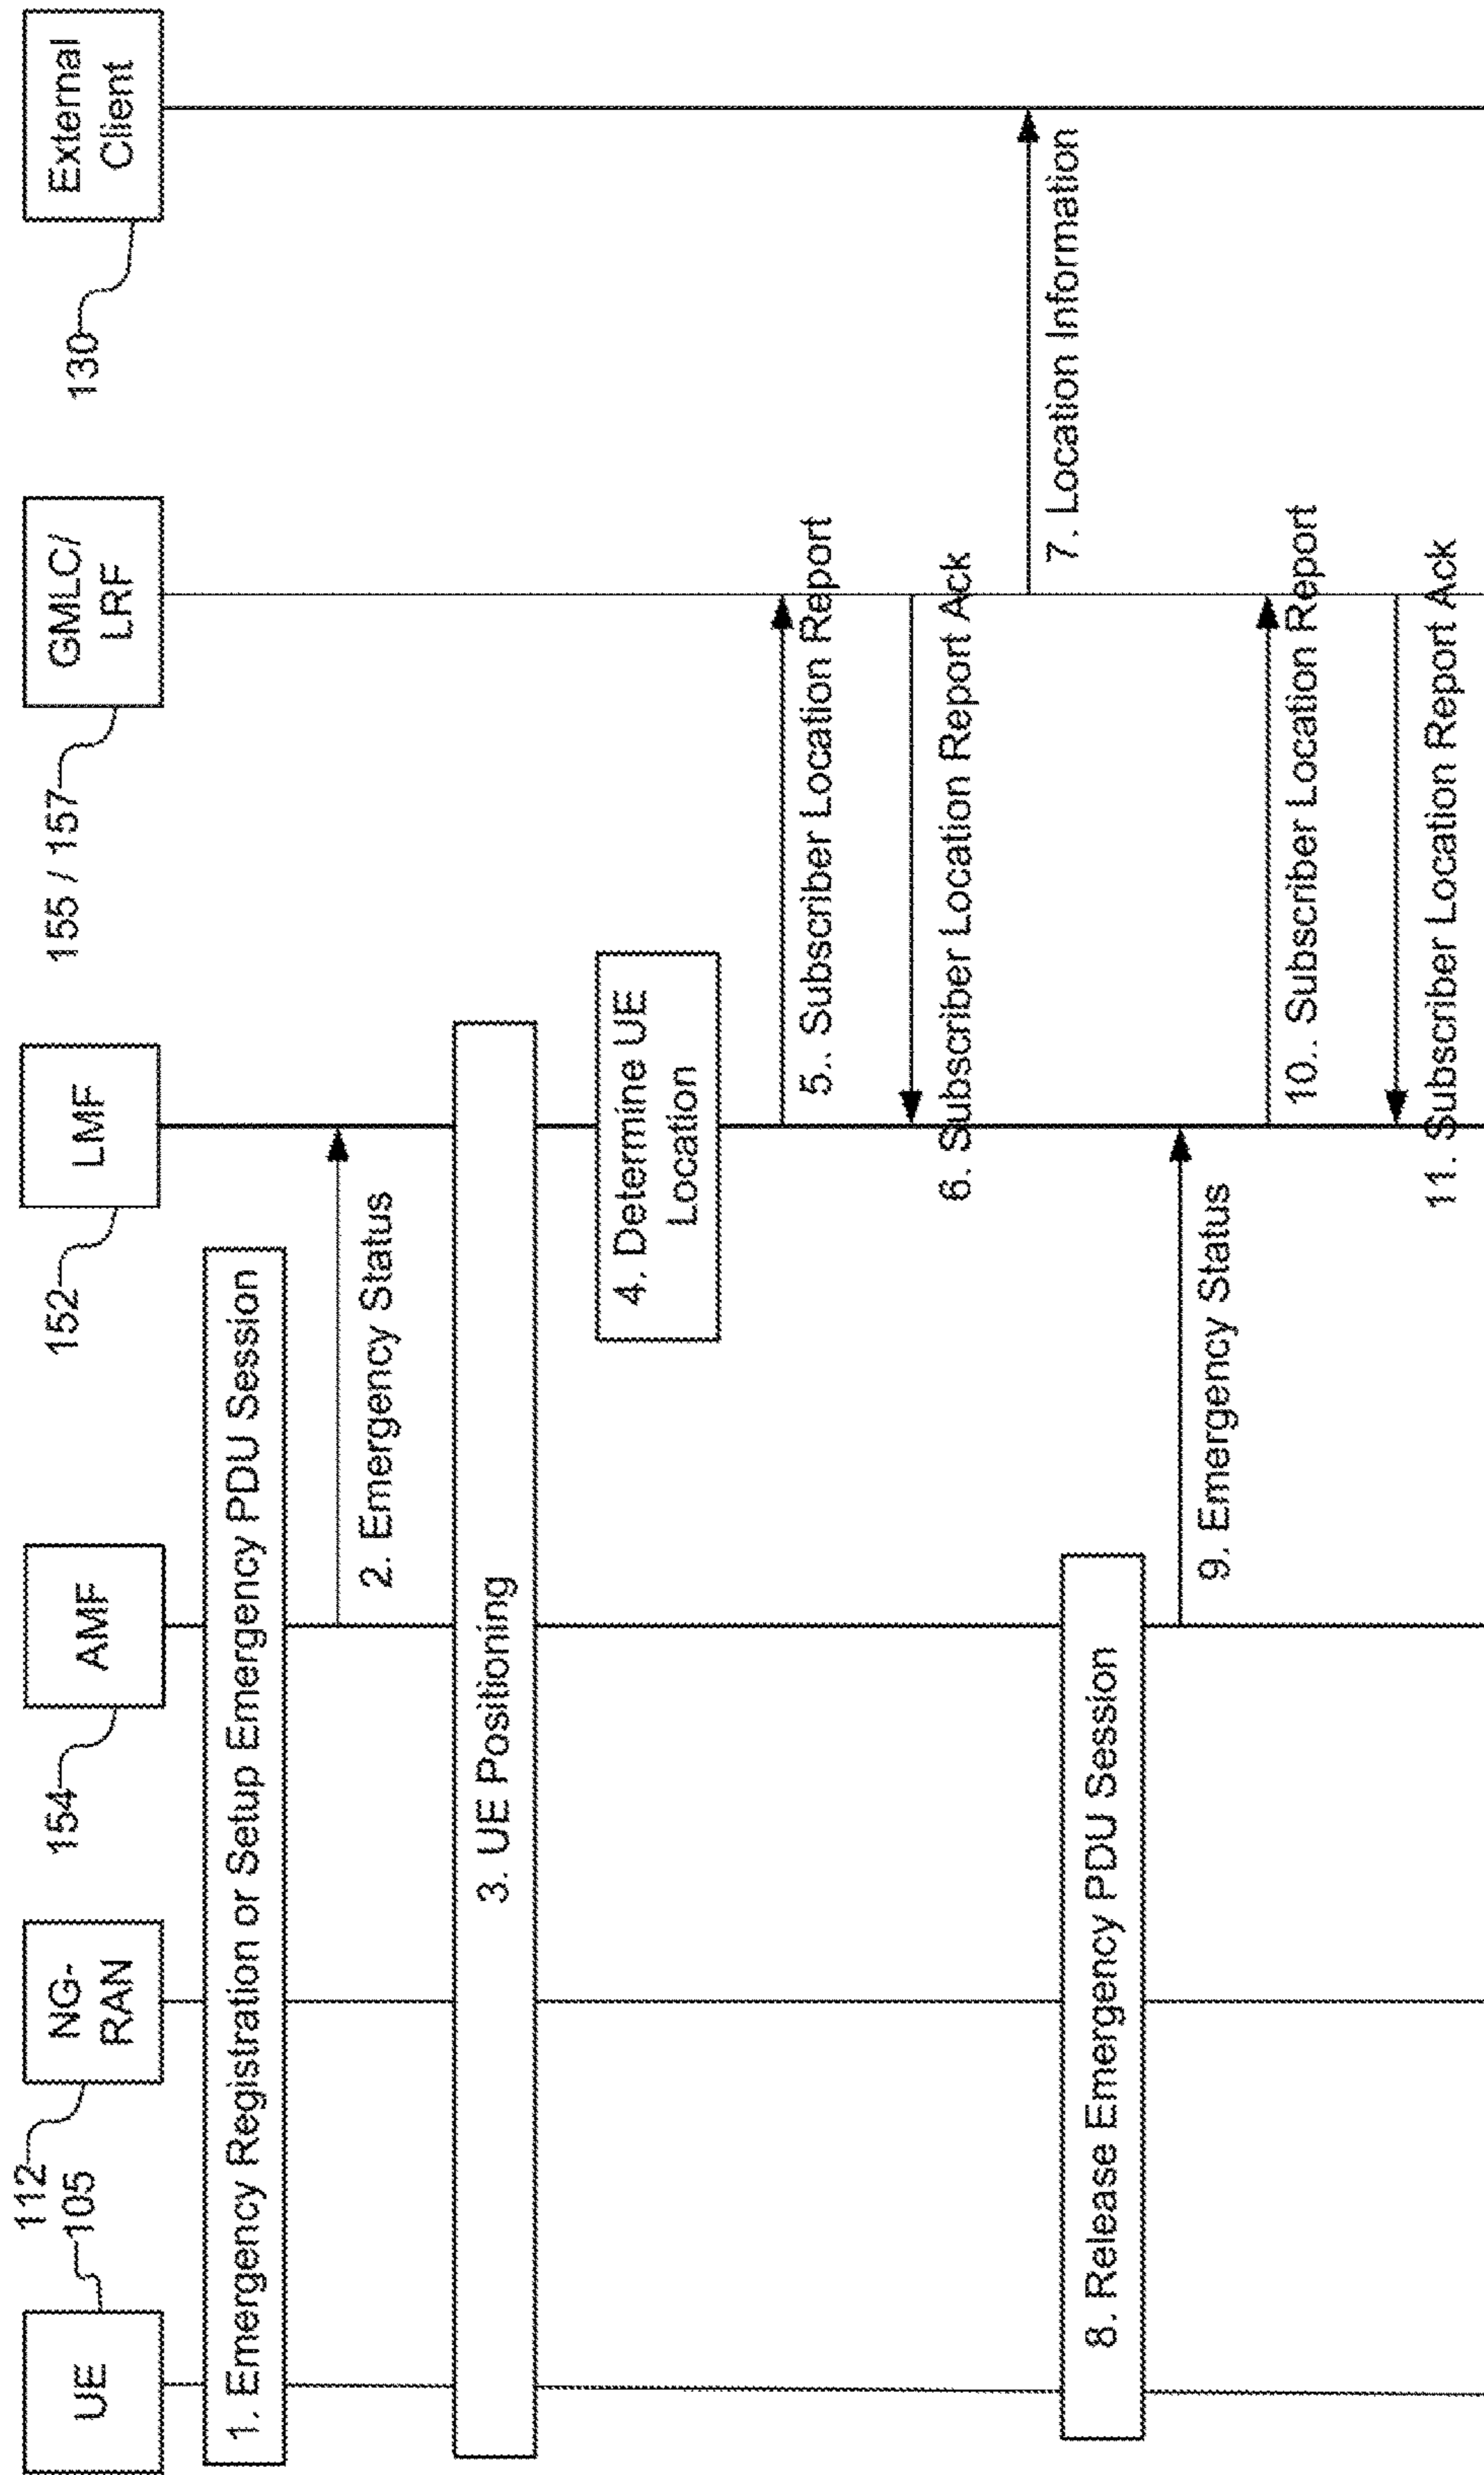 UE
105
NG-
RAN
112
AMF
154
LMF
152
GMLC/
LRF
155 / 157
External
Client
130
1. Emergency Registration or Setup Emergency PDU Session
2. Emergency Status
3. UE Positioning
4. Determine UE
Location
5.. Subscriber Location Report
6. Subscriber Location Report Ack
7. Location Information
8. Release Emergency PDU Session
9. Emergency Status
10.. Subscriber Location Report
11. Subscriber Location Report Ack